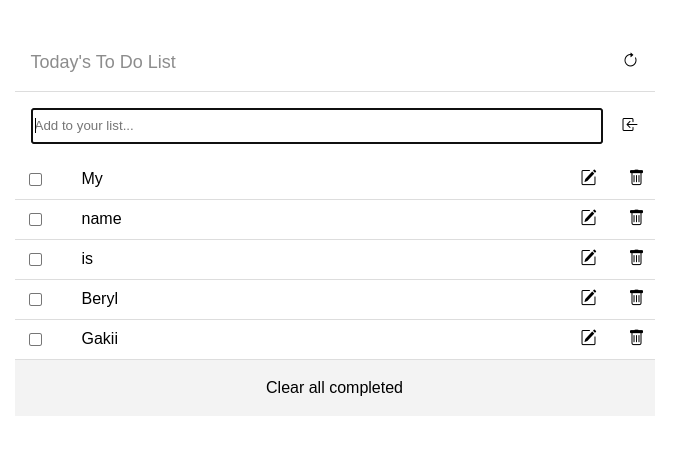 Today's To Do List
Add to your list...
My
name
is
Beryl
Gakii
Clear all completed